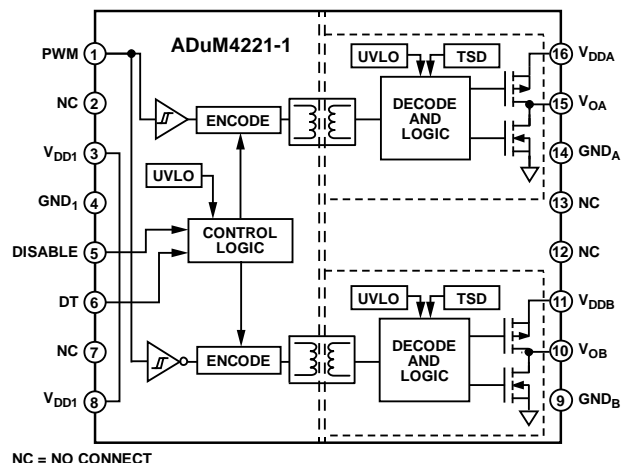 ADuM4221-1
PWM 1
NC 2
VDD1 3
GND1 4
DISABLE 5
DT 6
NC 7
VDD1 8
ENCODE
UVLO
CONTROL
LOGIC
ENCODE
UVLO
TSD
DECODE
AND
LOGIC
UVLO
TSD
DECODE
AND
LOGIC
16 VDDA
15 VOA
14 GNDA
13 NC
12 NC
11 VDDB
10 VOB
9 GNDB
NC = NO CONNECT